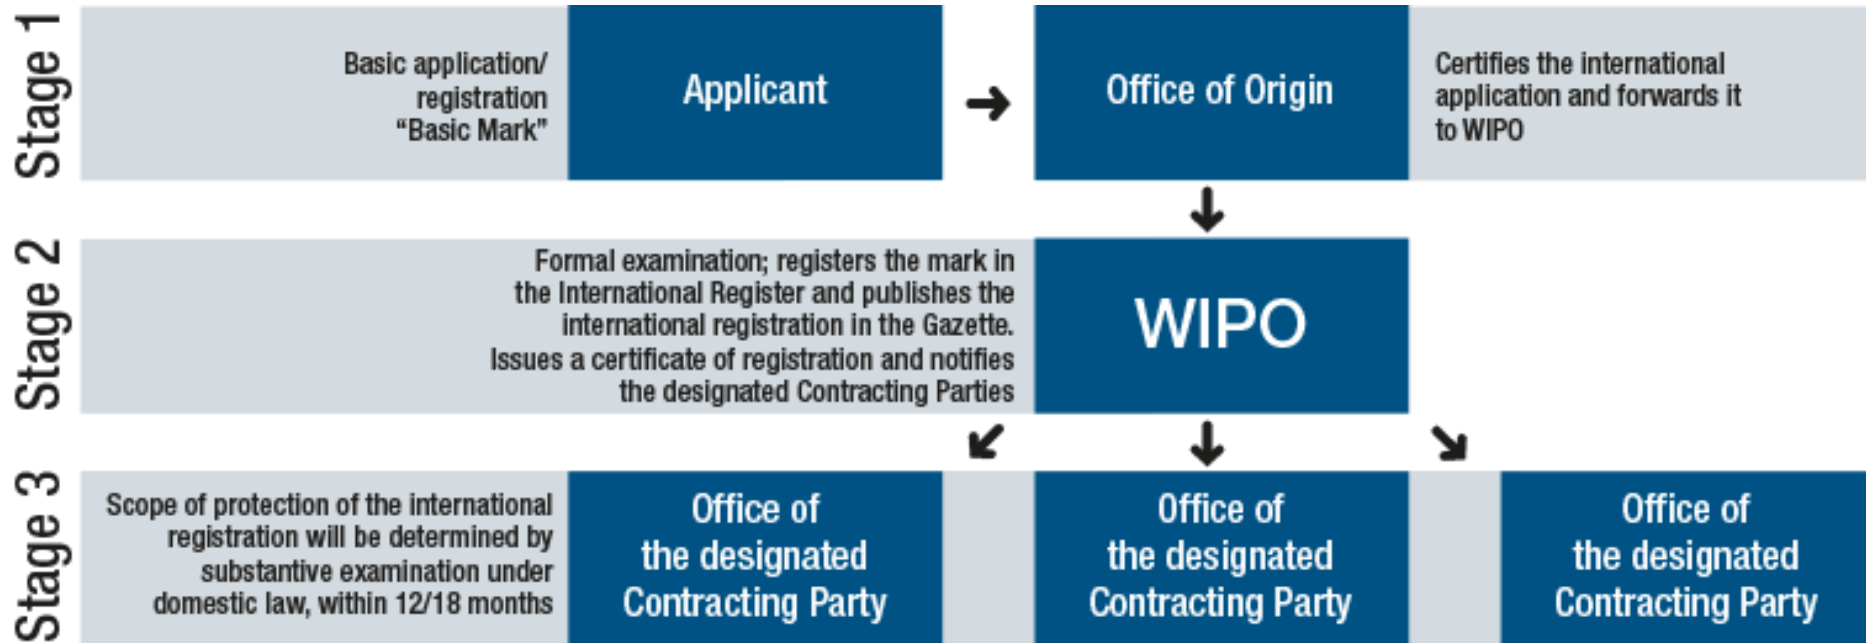 Stage 1
Basic application/
registration
“Basic Mark”
Applicant
Office of Origin
Certifies the international
application and forwards it
to WIPO
Stage 2
Formal examination; registers the mark in
the International Register and publishes the
international registration in the Gazette.
Issues a certificate of registration and notifies
the designated Contracting Parties
WIPO
Stage 3
Scope of protection of the international
registration will be determined by
substantive examination under
domestic law, within 12/18 months
Office of
the designated
Contracting Party
Office of
the designated
Contracting Party
Office of
the designated
Contracting Party